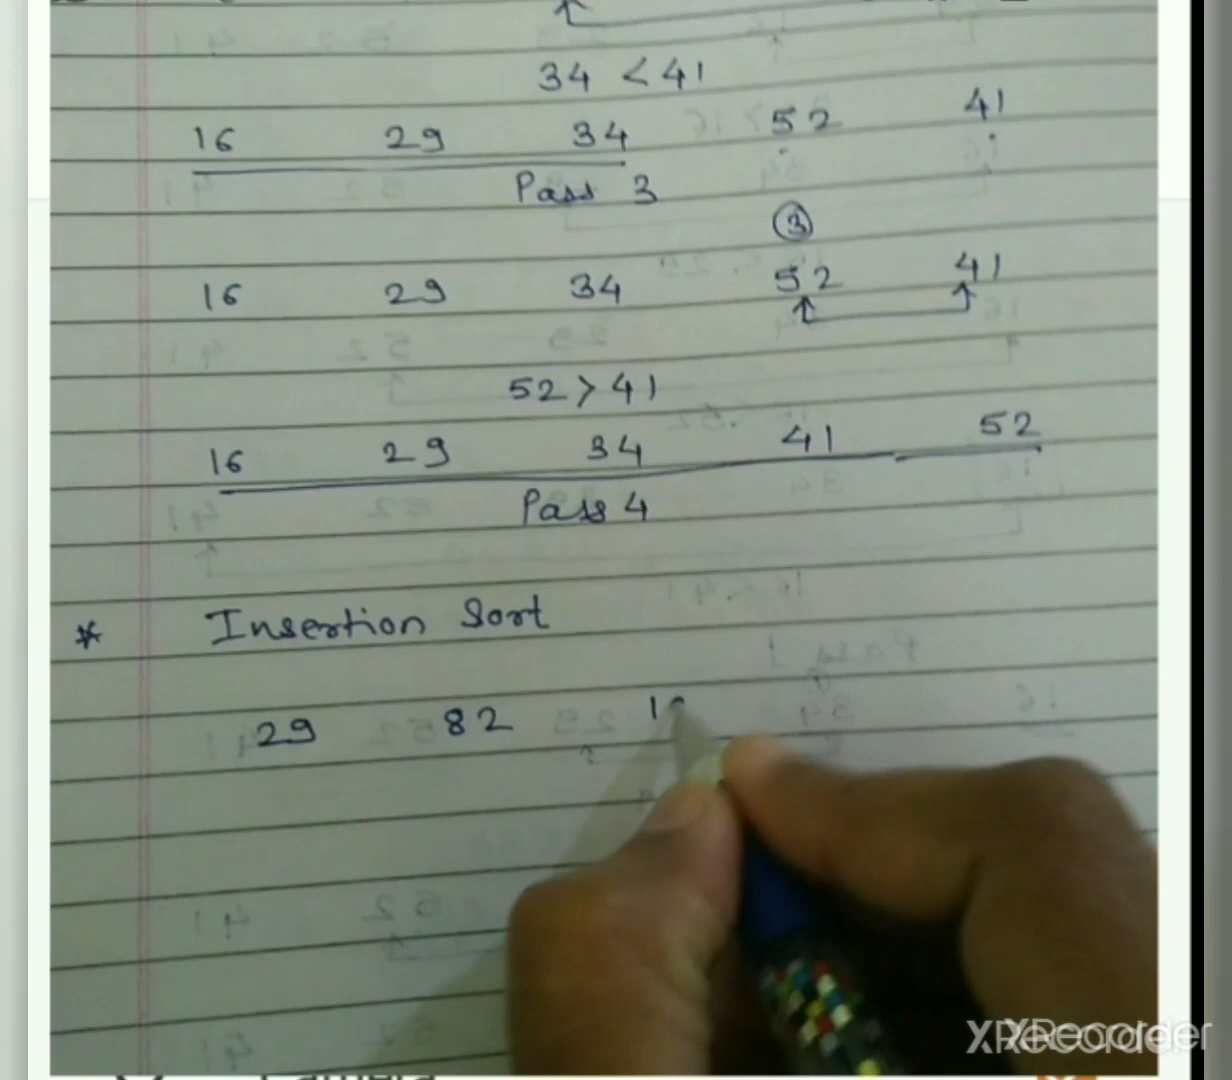 34 < 41
16 29 34 52 41
Pass 3
3
16 29 34 52 41
52 > 41
16 29 34 41 52
Pass 4
* Insertion Sort
29 82
XRecorder